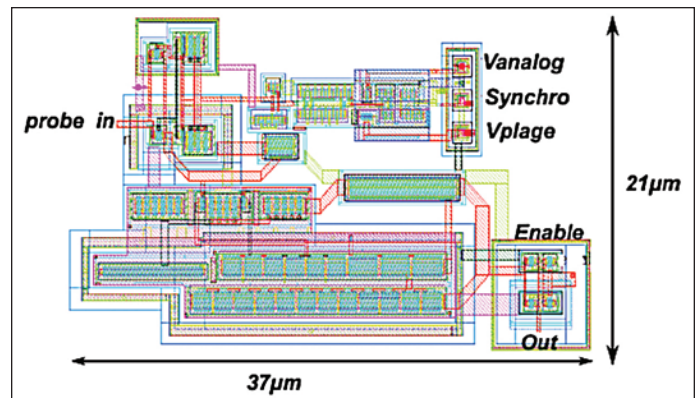 Vanalog
Synchro
probe in
Vplage
21µm
Enable
Out
37µm